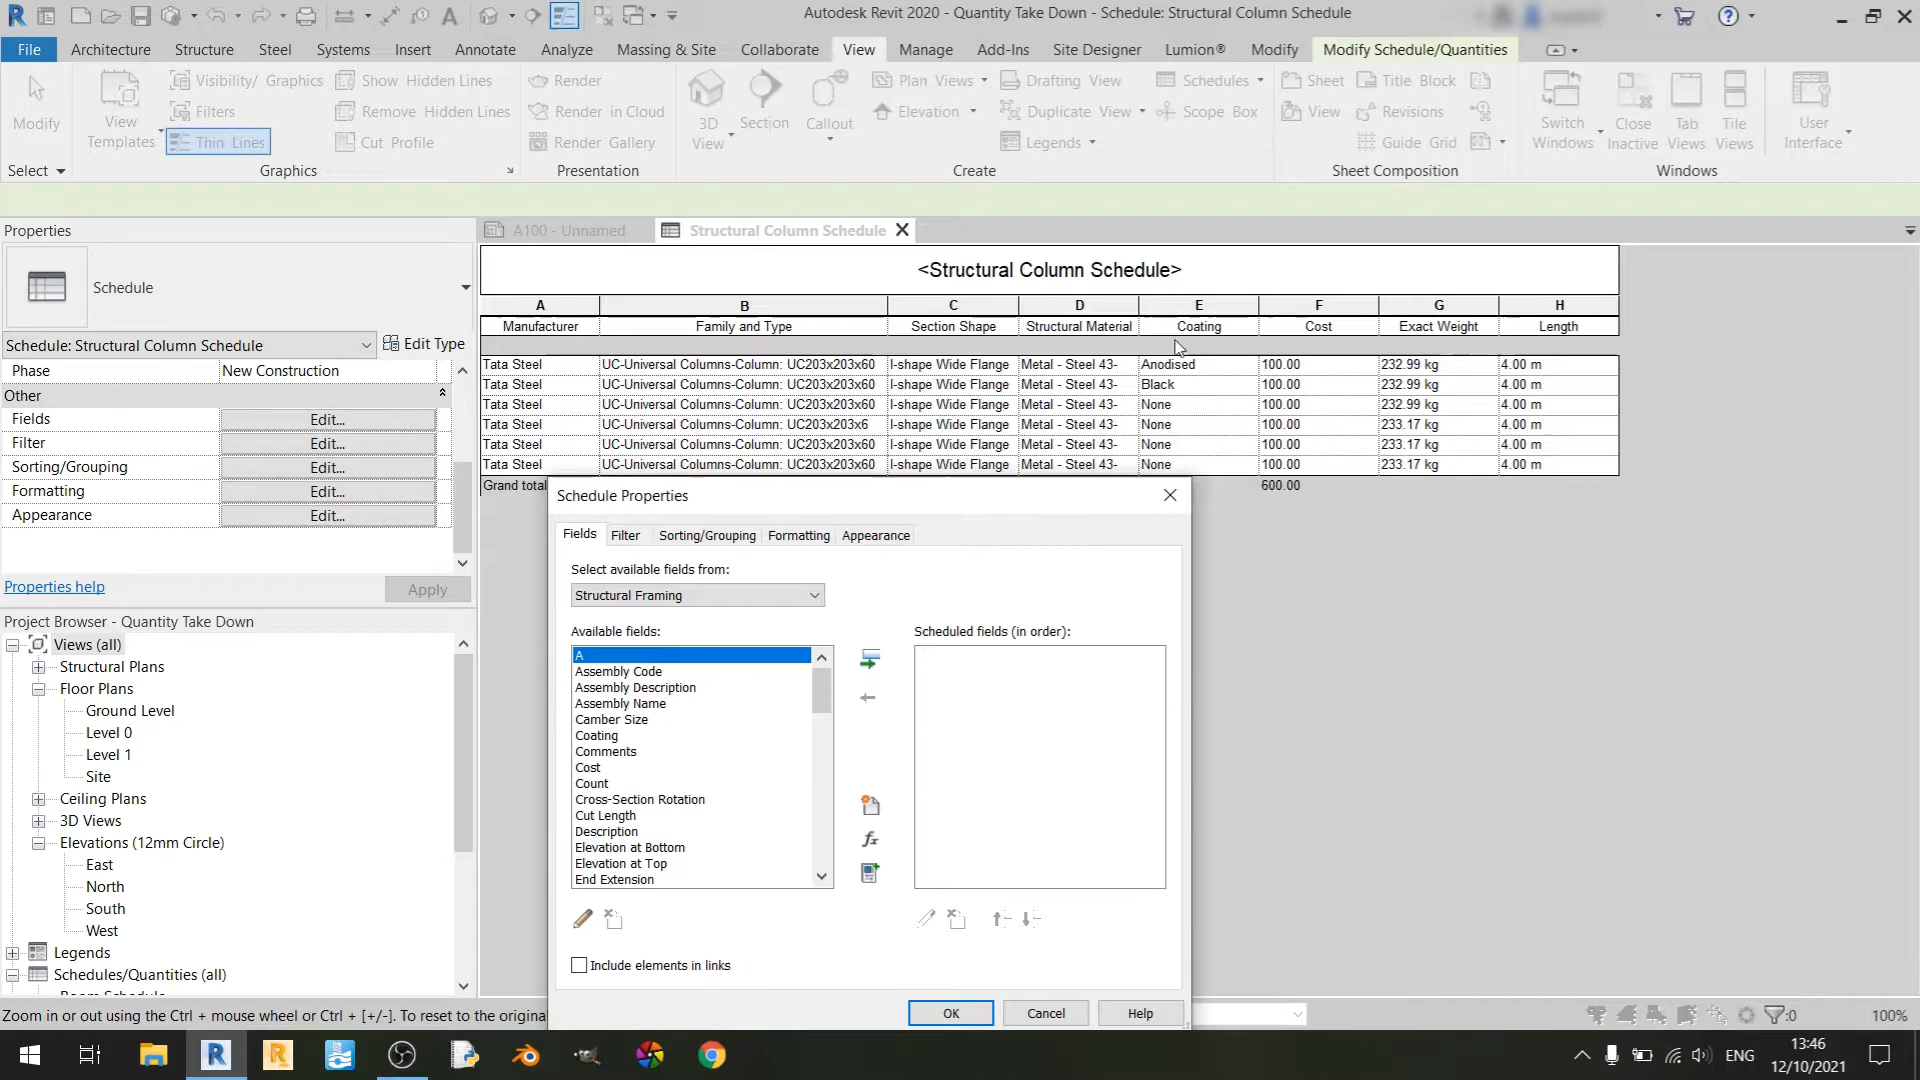 Autodesk Revit 2020 - Quantity Take Down - Schedule: Structural Column Schedule
File Architecture Structure Steel Systems Insert Annotate Analyze Massing & Site Collaborate View Manage Add-Ins Site Designer Lumion® Modify Modify Schedule/Quantities
Modify
View Templates
Visibility/ Graphics
Filters
Thin Lines
Show Hidden Lines
Remove Hidden Lines
Cut Profile
Render
Render in Cloud
Render Gallery
3D View
Section
Callout
Plan Views
Elevation
Drafting View
Duplicate View
Legends
Schedules
Scope Box
Sheet
View
Title Block
Revisions
Guide Grid
Switch Windows
Close Inactive
Tab Views
Tile Views
User Interface
Select Graphics Presentation Create Sheet Composition Windows
Properties
Schedule
Schedule: Structural Column Schedule Edit Type
Phase New Construction
Other
Fields Edit...
Filter Edit...
Sorting/Grouping Edit...
Formatting Edit...
Appearance Edit...
Properties help Apply
Project Browser - Quantity Take Down
Views (all)
Structural Plans
Floor Plans
Ground Level
Level 0
Level 1
Site
Ceiling Plans
3D Views
Elevations (12mm Circle)
East
North
South
West
Legends
Schedules/Quantities (all)
A100 - Unnamed Structural Column Schedule
<Structural Column Schedule>
A B C D E F G H
Manufacturer Family and Type Section Shape Structural Material Coating Cost Exact Weight Length
Tata Steel UC-Universal Columns-Column: UC203x203x60 I-shape Wide Flange Metal - Steel 43- Anodised 100.00 232.99 kg 4.00 m
Tata Steel UC-Universal Columns-Column: UC203x203x60 I-shape Wide Flange Metal - Steel 43- Black 100.00 232.99 kg 4.00 m
Tata Steel UC-Universal Columns-Column: UC203x203x60 I-shape Wide Flange Metal - Steel 43- None 100.00 232.99 kg 4.00 m
Tata Steel UC-Universal Columns-Column: UC203x203x6 I-shape Wide Flange Metal - Steel 43- None 100.00 233.17 kg 4.00 m
Tata Steel UC-Universal Columns-Column: UC203x203x60 I-shape Wide Flange Metal - Steel 43- None 100.00 233.17 kg 4.00 m
Tata Steel UC-Universal Columns-Column: UC203x203x60 I-shape Wide Flange Metal - Steel 43- None 100.00 233.17 kg 4.00 m
Grand total 600.00
Schedule Properties
Fields Filter Sorting/Grouping Formatting Appearance
Select available fields from:
Structural Framing
Available fields: Scheduled fields (in order):
A
Assembly Code
Assembly Description
Assembly Name
Camber Size
Coating
Comments
Cost
Count
Cross-Section Rotation
Cut Length
Description
Elevation at Bottom
Elevation at Top
End Extension
Include elements in links
OK Cancel Help
Zoom in or out using the Ctrl + mouse wheel or Ctrl + [+/-]. To reset to the origina
:0 100%
ENG 13:46
12/10/2021